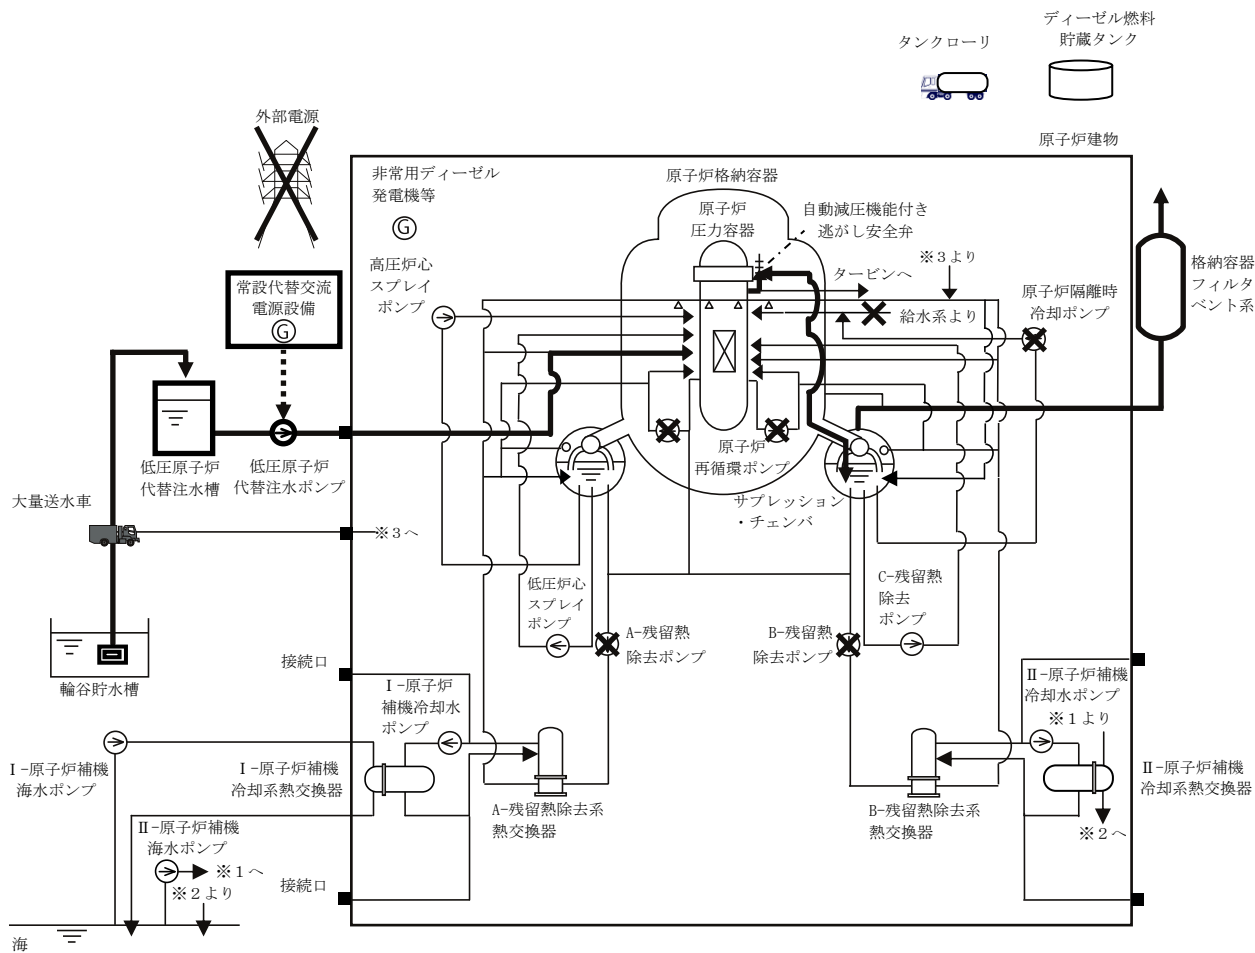 ディーゼル燃料
貯蔵タンク
タンクローリ
外部電源
原子炉建物
非常用ディーゼル
発電機等
G
原子炉格納容器
原子炉
圧力容器
自動減圧機能付き
逃がし安全弁
※3より
タービンへ
高圧炉心
スプレイ
ポンプ
給水系より
原子炉隔離時
冷却ポンプ
格納容器
フィルタ
ベント系
常設代替交流
電源設備
G
低圧原子炉
代替注水槽
低圧原子炉
代替注水ポンプ
原子炉
再循環ポンプ
サプレッション
・チェンバ
大量送水車
※3へ
低圧炉心
スプレイ
ポンプ
C-残留熱
除去
ポンプ
A-残留熱
除去ポンプ
B-残留熱
除去ポンプ
輪谷貯水槽
接続口
Ⅰ-原子炉
補機冷却水
ポンプ
Ⅱ-原子炉補機
冷却水ポンプ
※1より
Ⅰ-原子炉補機
海水ポンプ
Ⅰ-原子炉補機
冷却系熱交換器
Ⅱ-原子炉補機
冷却系熱交換器
A-残留熱除去系
熱交換器
B-残留熱除去系
熱交換器
※2へ
Ⅱ-原子炉補機
海水ポンプ
※1へ
※2より
接続口
海